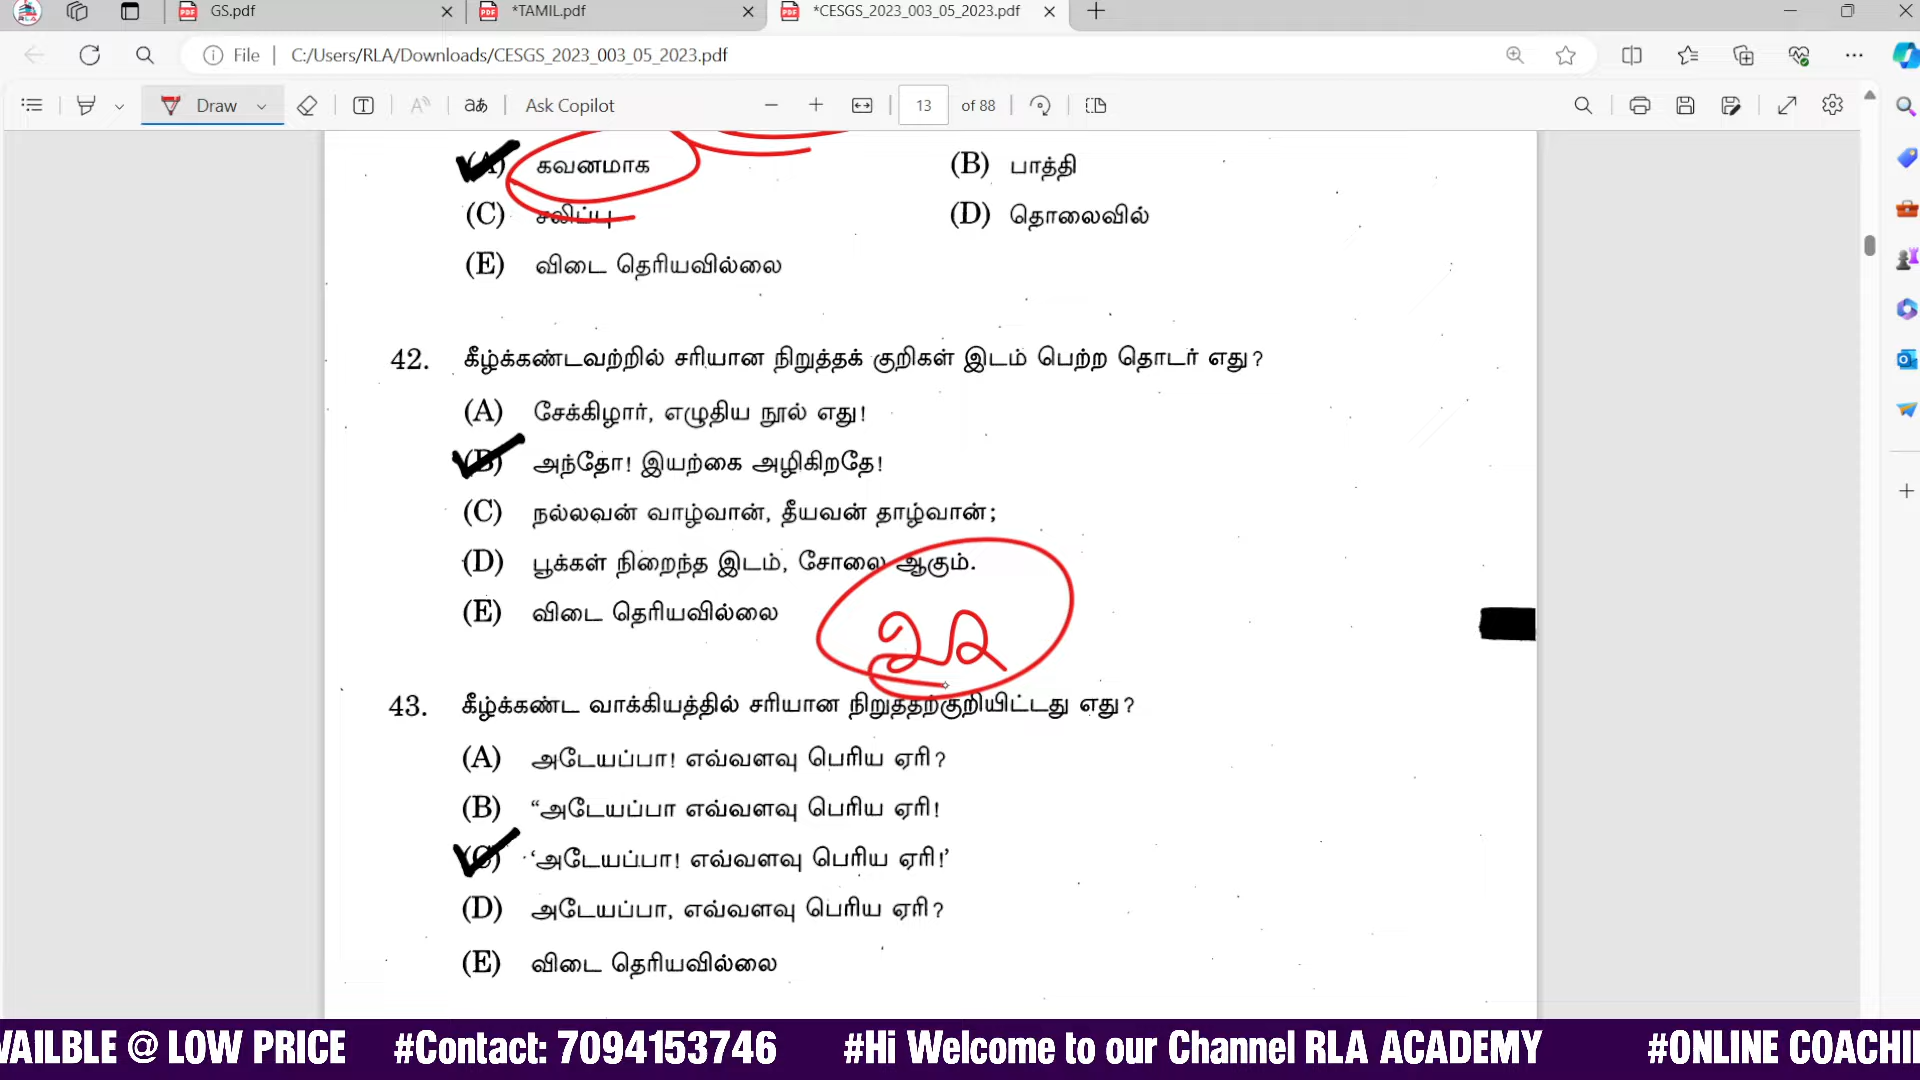 GS.pdf
*TAMIL.pdf
*CESGS_2023_003_05_2023.pdf
File
C:/Users/RLA/Downloads/CESGS_2023_003_05_2023.pdf
Draw
aあ
Ask Copilot
13 of 88
(A) கவனமாக (B) பாத்தி
(C) சலிப்பு (D) தொலைவில்
(E) விடை தெரியவில்லை
42. கீழ்க்கண்டவற்றில் சரியான நிறுத்தக் குறிகள் இடம் பெற்ற தொடர் எது?
(A) சேக்கிழார், எழுதிய நூல் எது!
(B) அந்தோ! இயற்கை அழிகிறதே!
(C) நல்லவன் வாழ்வான், தீயவன் தாழ்வான்;
(D) பூக்கள் நிறைந்த இடம், சோலை ஆகும்.
(E) விடை தெரியவில்லை
43. கீழ்க்கண்ட வாக்கியத்தில் சரியான நிறுத்தற்குறியிட்டது எது?
(A) அடேயப்பா! எவ்வளவு பெரிய ஏரி?
(B) “அடேயப்பா எவ்வளவு பெரிய ஏரி!
(C) ‘அடேயப்பா! எவ்வளவு பெரிய ஏரி!’
(D) அடேயப்பா, எவ்வளவு பெரிய ஏரி?
(E) விடை தெரியவில்லை
VAILBLE @ LOW PRICE #Contact: 7094153746 #Hi Welcome to our Channel RLA ACADEMY #ONLINE COACHI